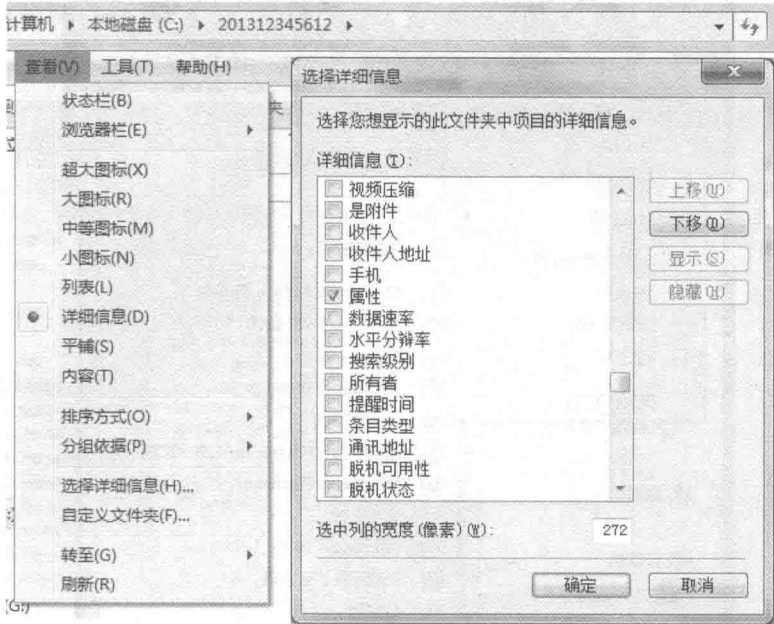 计算机 ▸ 本地磁盘 (C:) ▸ 201312345612 ▸
查看(V) 工具(T) 帮助(H)
状态栏(B)
浏览器栏(E)
超大图标(X)
大图标(R)
中等图标(M)
小图标(N)
列表(L)
详细信息(D)
平铺(S)
内容(T)
排序方式(O)
分组依据(P)
选择详细信息(H)...
自定义文件夹(F)...
转至(G)
刷新(R)
(G:)
夹
选择详细信息
选择您想显示的此文件夹中项目的详细信息。
详细信息(T):
视频压缩
是附件
收件人
收件人地址
手机
属性
数据速率
水平分辩率
搜索级别
所有者
提醒时间
条目类型
通讯地址
脱机可用性
脱机状态
上移(U)
下移(D)
显示(S)
隐藏(H)
选中列的宽度(像素)(W): 272
确定 取消